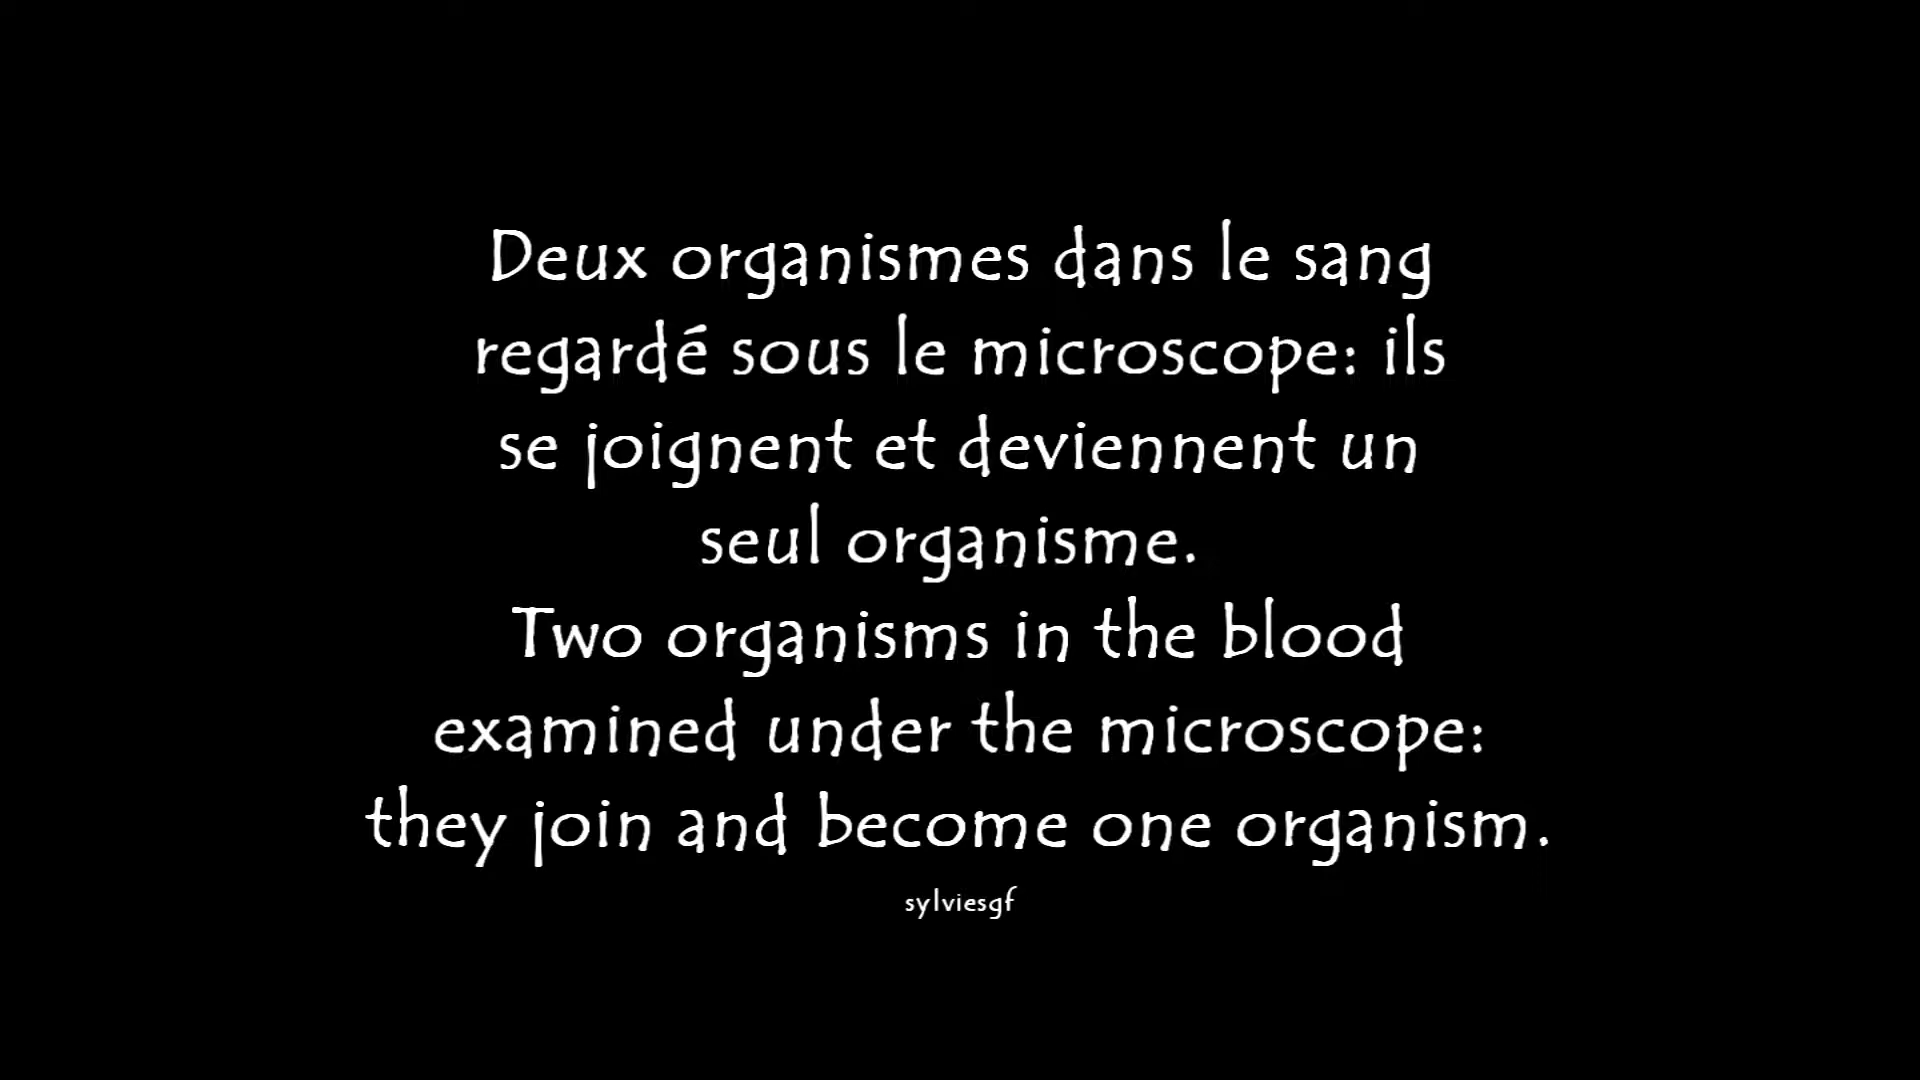 Deux organismes dans le sang
regardé sous le microscope: ils
se joignent et deviennent un
seul organisme.
Two organisms in the blood
examined under the microscope:
they join and become one organism.
sylviesgf